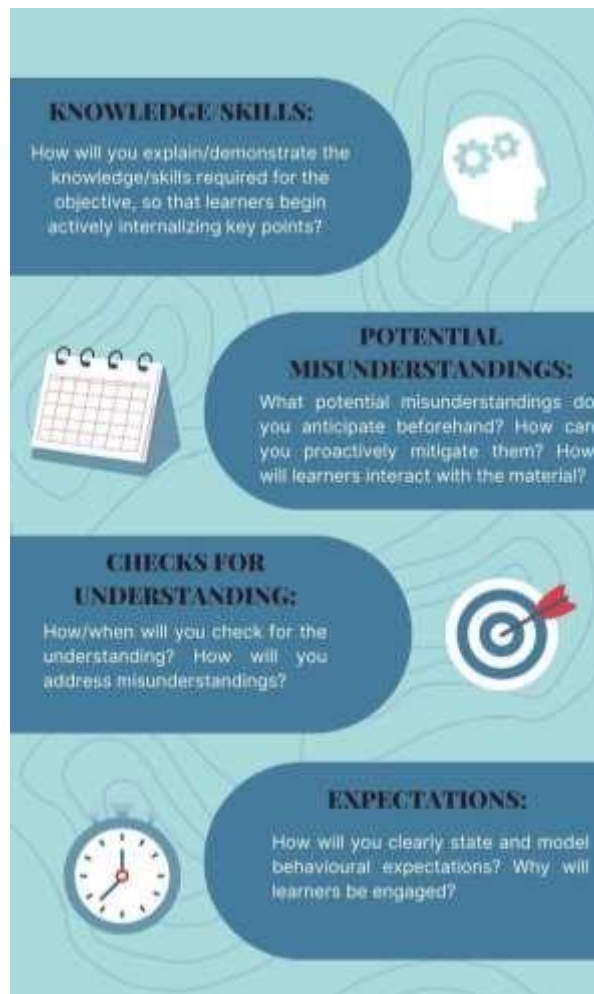 KNOWLEDGE/SKILLS:
How will you explain/demonstrate the
knowledge/skills required for the
objective, so that learners begin
actively internalizing key points?
POTENTIAL
MISUNDERSTANDINGS:
What potential misunderstandings do
you anticipate beforehand? How can
you proactively mitigate them? How
will learners interact with the material?
CHECKS FOR
UNDERSTANDING:
How/when will you check for the
understanding? How will you
address misunderstandings?
EXPECTATIONS:
How will you clearly state and model
behavioural expectations? Why will
learners be engaged?